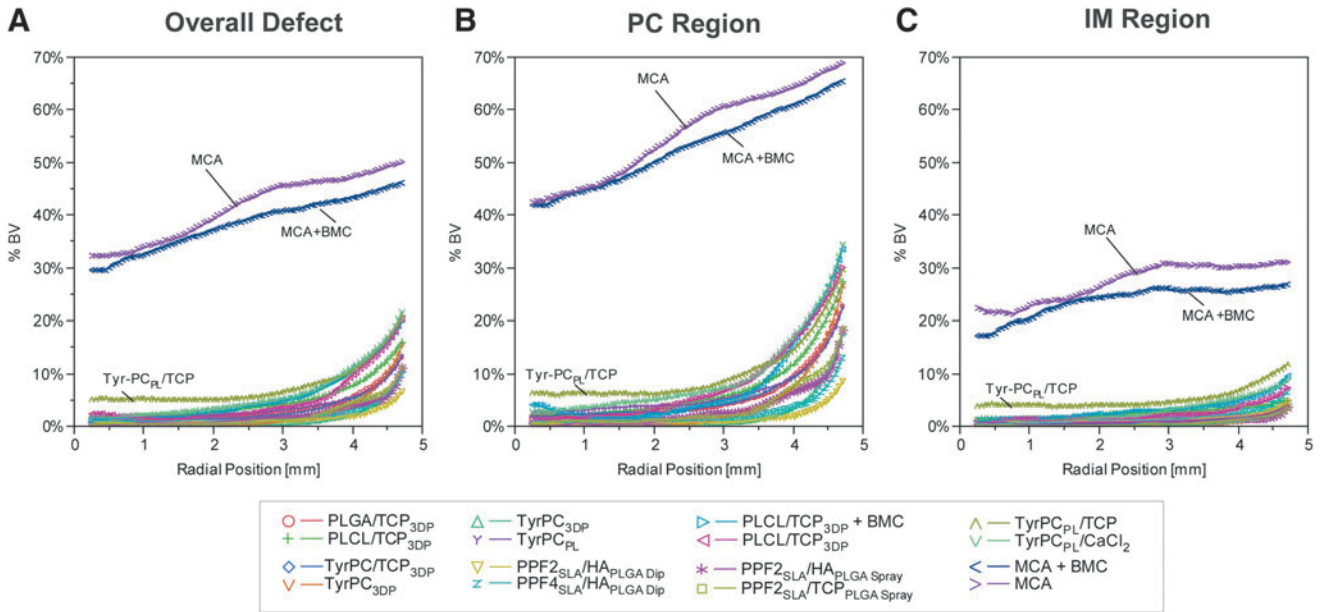 A Overall Defect
70%
60%
50%
40%
30%
20%
10%
0%
% BV
MCA
MCA+BMC
Tyr-PCPL/TCP
0 1 2 3 4 5
Radial Position [mm]
B PC Region
70%
60%
50%
40%
30%
20%
10%
0%
% BV
MCA
MCA +BMC
Tyr-PCPL/TCP
0 1 2 3 4 5
Radial Position [mm]
C IM Region
70%
60%
50%
40%
30%
20%
10%
0%
% BV
MCA
MCA +BMC
Tyr-PCPL/TCP
0 1 2 3 4 5
Radial Position [mm]
PLGA/TCP3DP
PLCL/TCP3DP
TyrPC/TCP3DP
TyrPC3DP
TyrPC3DP
TyrPCPL
PPF2SLA/HAPLGA Dip
PPF4SLA/HAPLGA Dip
PLCL/TCP3DP + BMC
PLCL/TCP3DP
PPF2SLA/HAPLGA Spray
PPF2SLA/TCPPLGA Spray
TyrPCPL/TCP
TyrPCPL/CaCl2
MCA + BMC
MCA